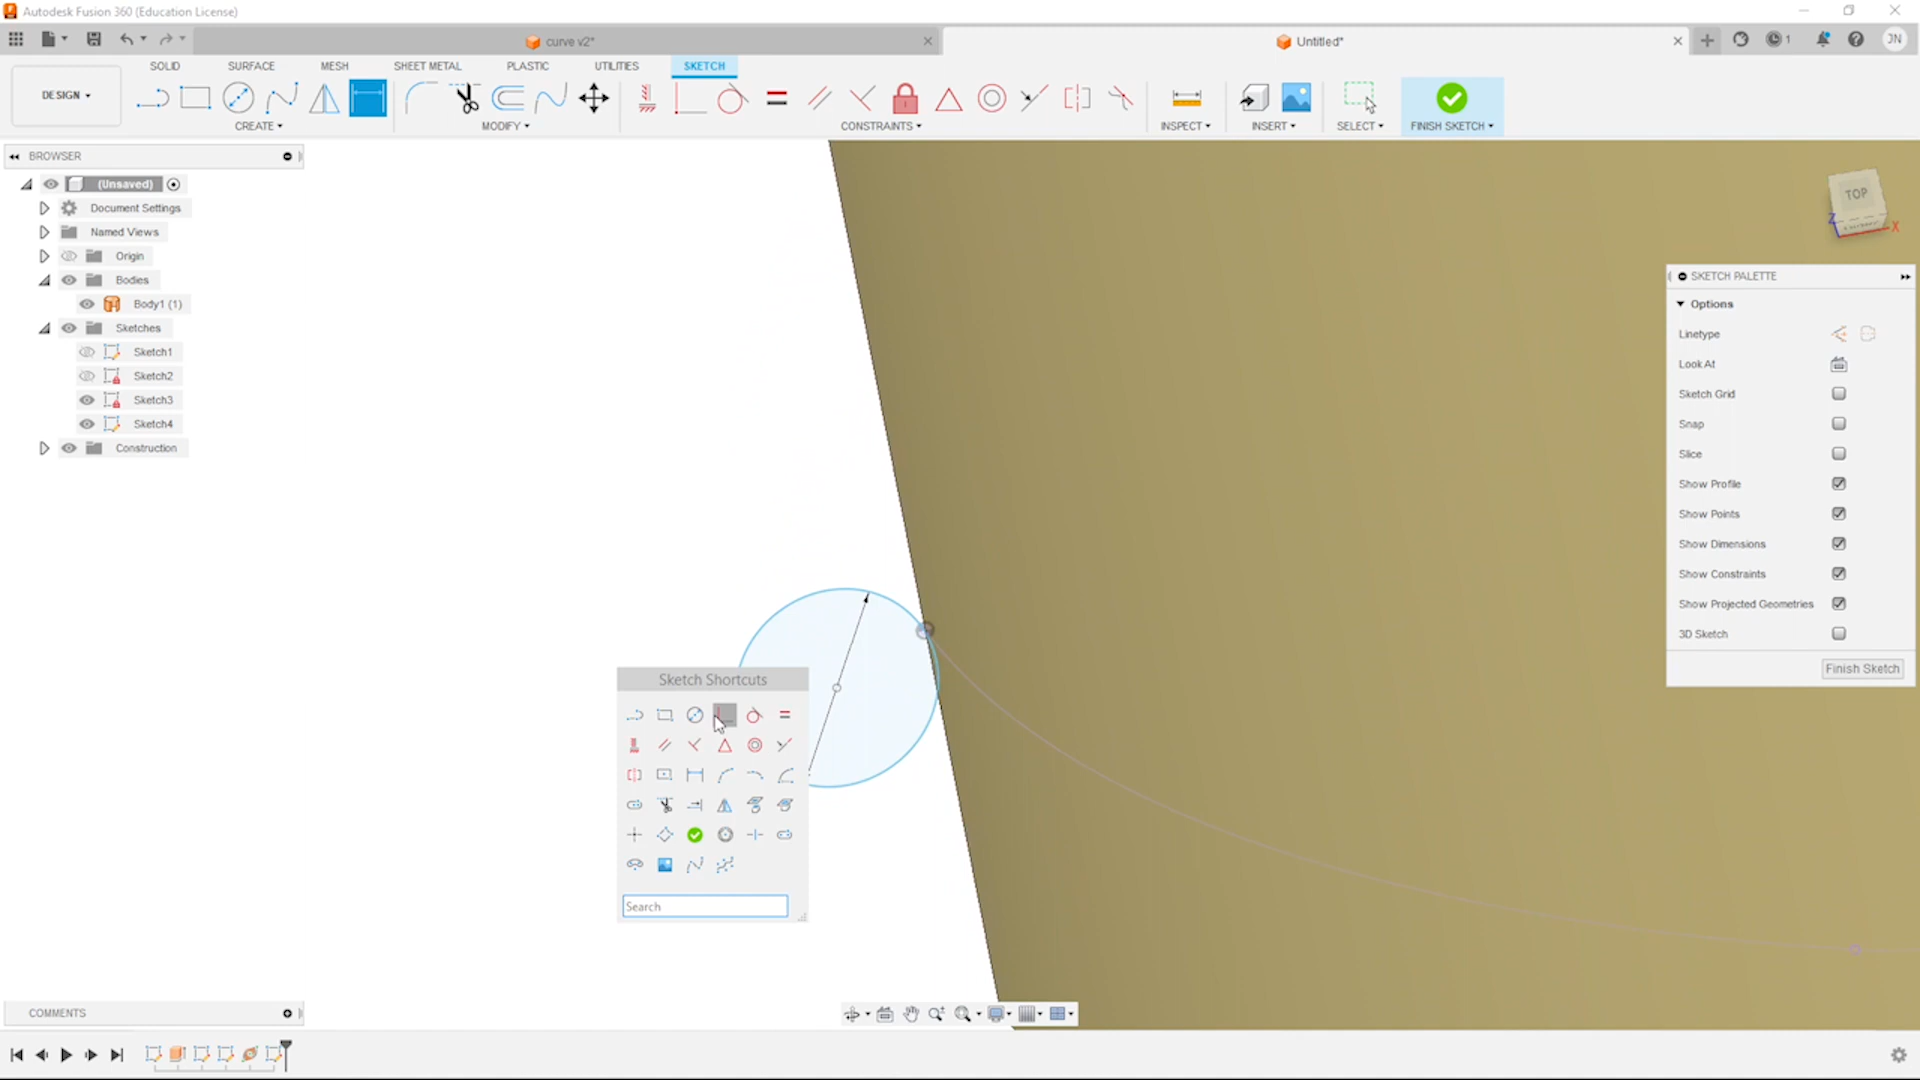 Autodesk Fusion 360 (Education License)
curve v2*
Untitled*
1
JN
DESIGN
SOLID
SURFACE
MESH
SHEET METAL
PLASTIC
UTILITIES
SKETCH
CREATE
MODIFY
CONSTRAINTS
INSPECT
INSERT
SELECT
FINISH SKETCH
BROWSER
(Unsaved)
Document Settings
Named Views
Origin
Bodies
Body1 (1)
Sketches
Sketch1
Sketch2
Sketch3
Sketch4
Construction
TOP
Z
X
SKETCH PALETTE
Options
Linetype
Look At
Sketch Grid
Snap
Slice
Show Profile
Show Points
Show Dimensions
Show Constraints
Show Projected Geometries
3D Sketch
Finish Sketch
Sketch Shortcuts
Search
COMMENTS